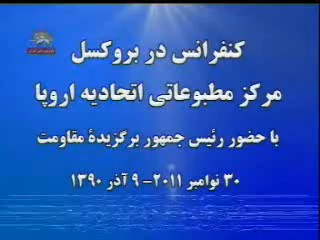 کنفرانس در بروکسل
مرکز مطبوعاتی اتحادیه اروپا
با حضور رئیس جمهور برگزیدهٔ مقاومت
۳۰ نوامبر ۲۰۱۱- ۹ آذر ۱۳۹۰